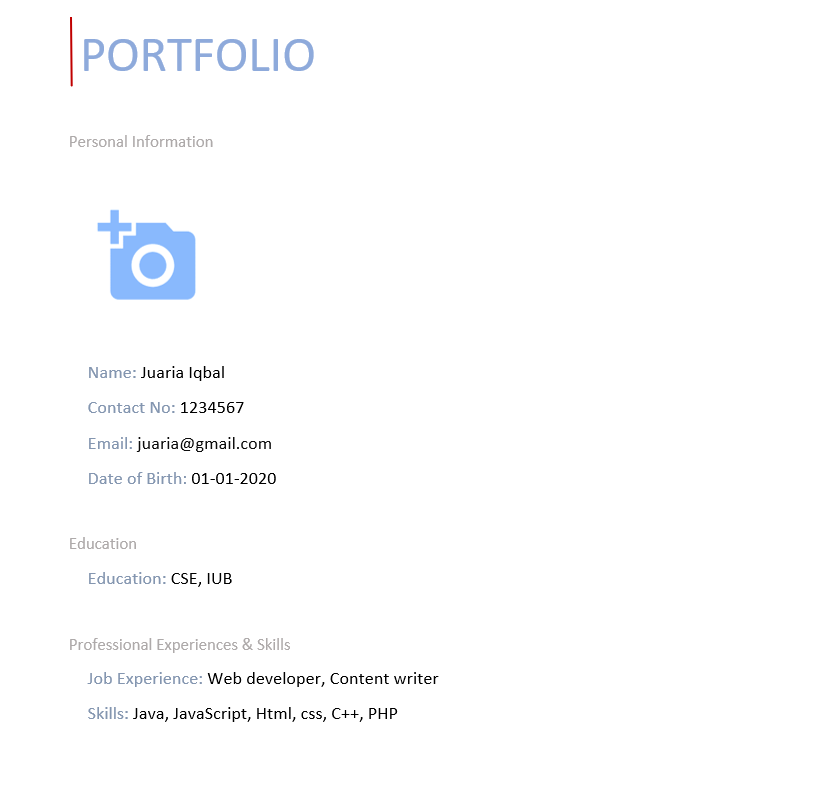 PORTFOLIO
Personal Information
Name: Juaria Iqbal
Contact No: 1234567
Email: juaria@gmail.com
Date of Birth: 01-01-2020
Education
Education: CSE, IUB
Professional Experiences & Skills
Job Experience: Web developer, Content writer
Skills: Java, JavaScript, Html, css, C++, PHP